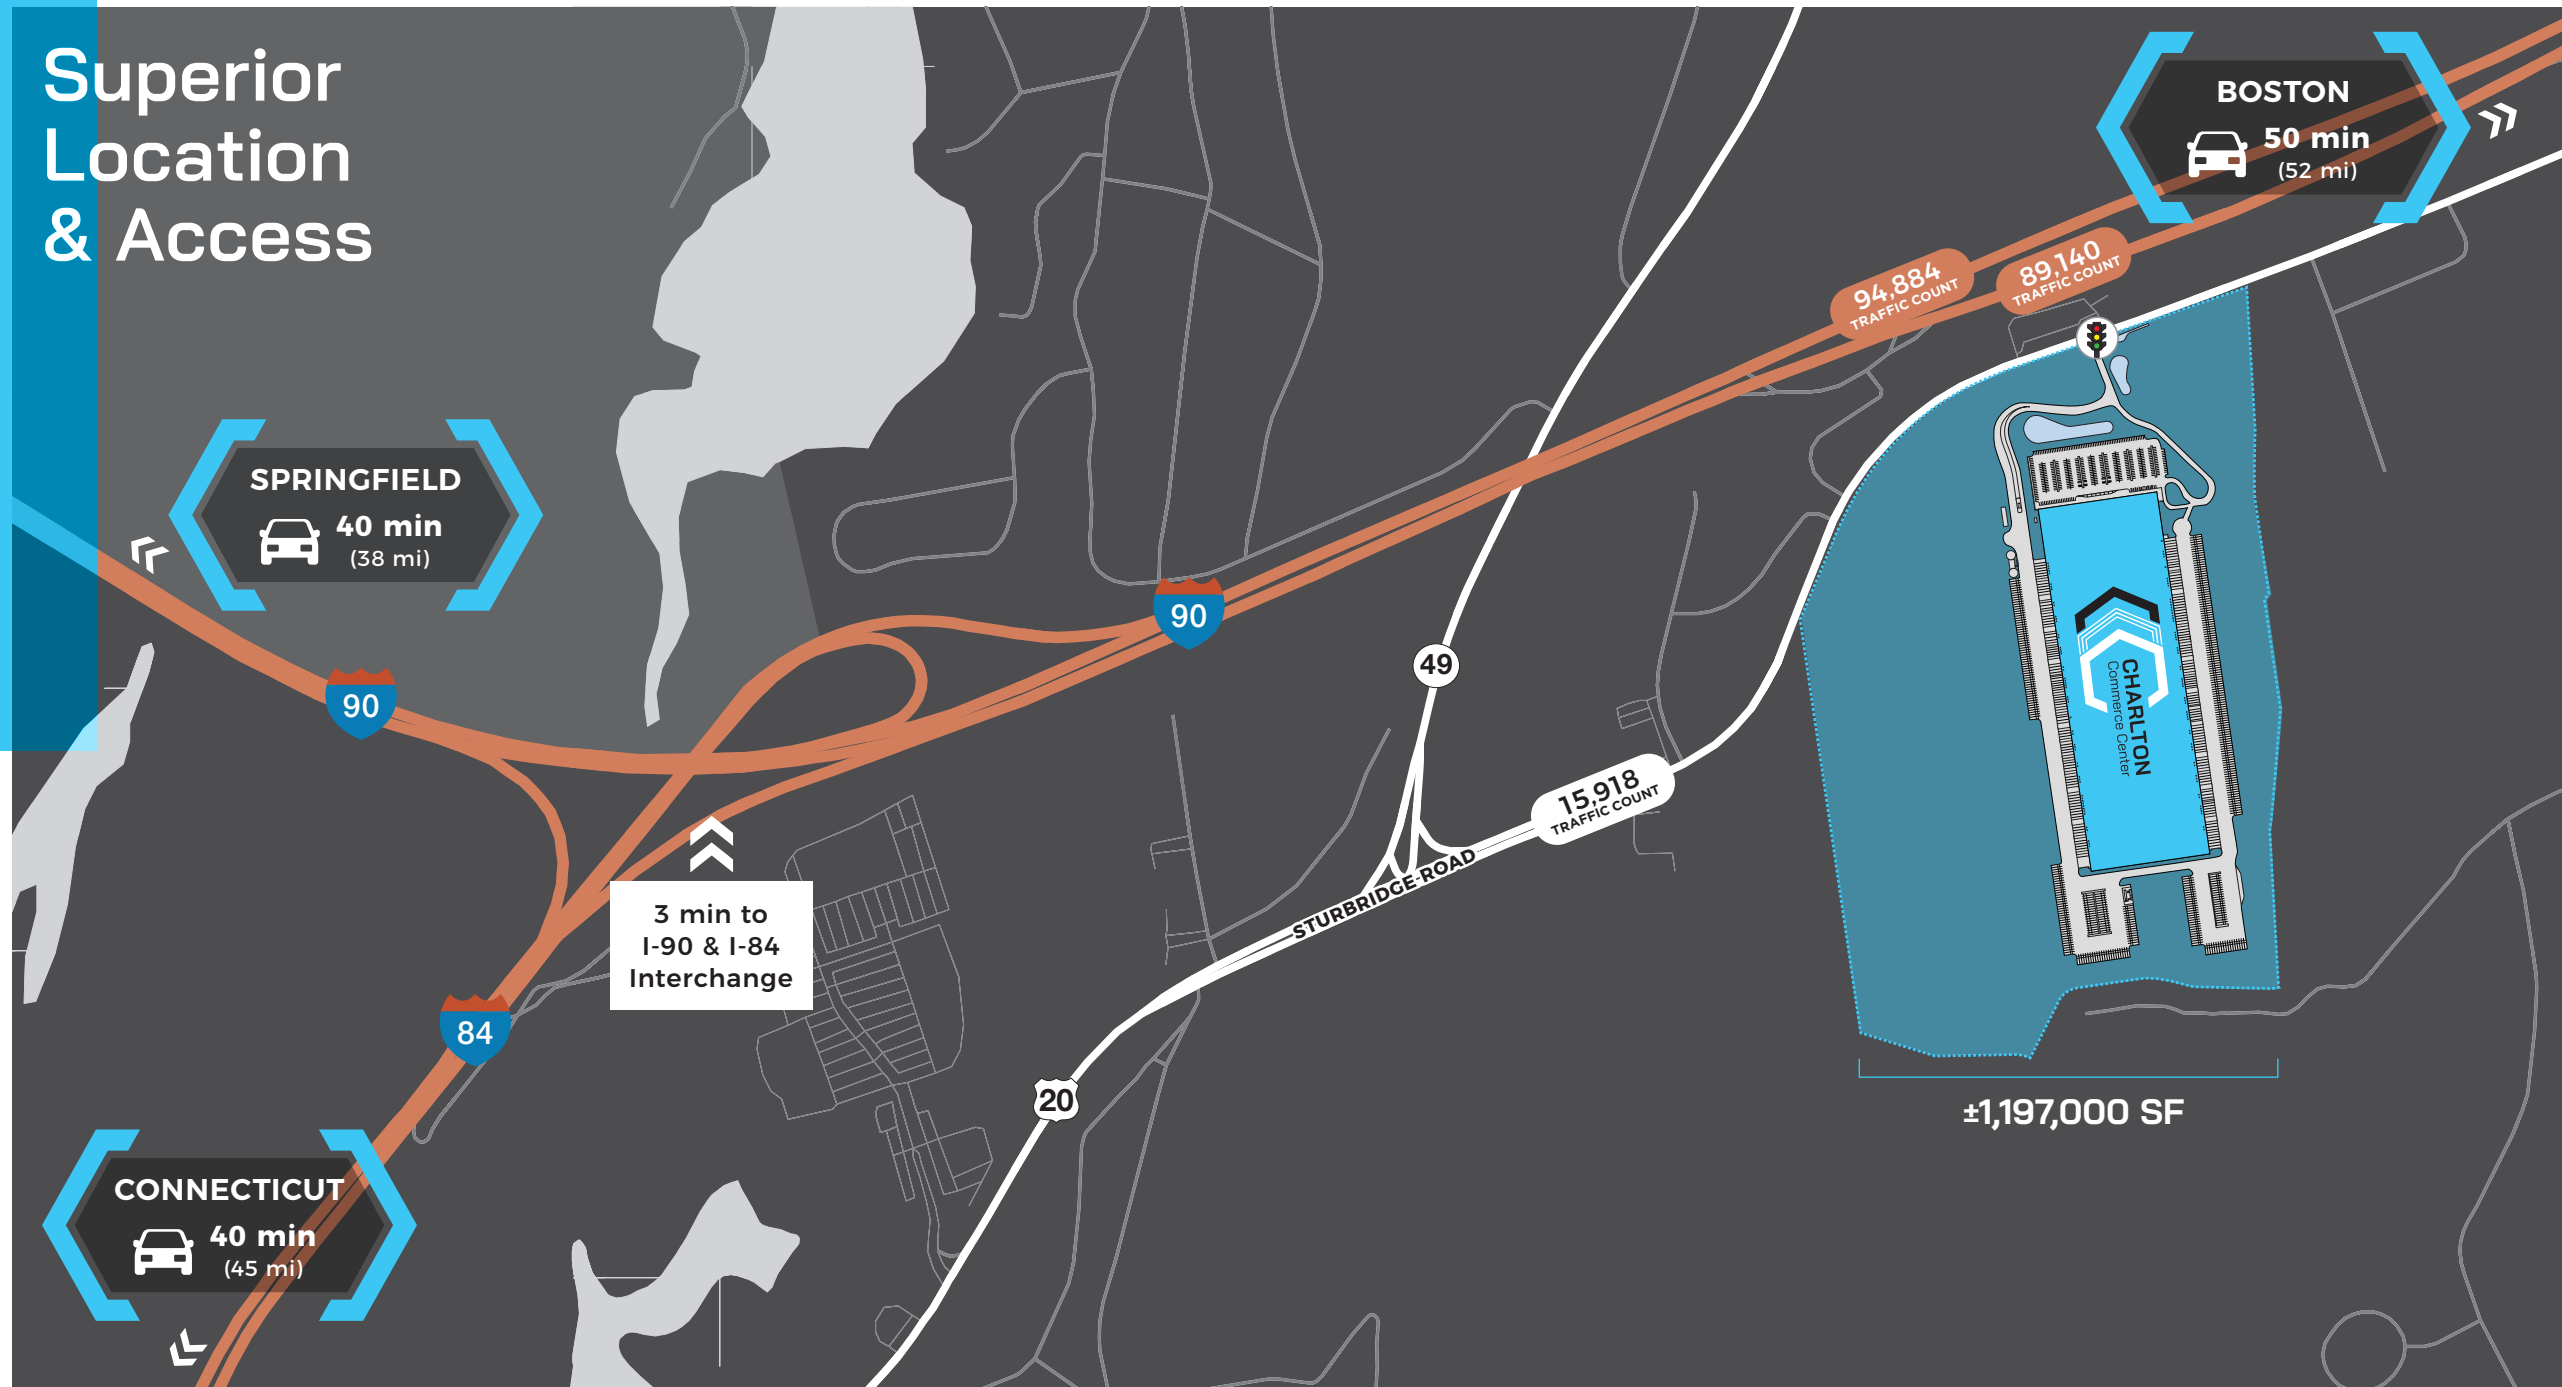 Superior
Location
& Access
BOSTON
50 min
(52 mi)
94,884
TRAFFIC COUNT
89,140
TRAFFIC COUNT
SPRINGFIELD
40 min
(38 mi)
90
90
49
CHARLTON
Commerce Center
15,918
TRAFFIC COUNT
STURBRIDGE ROAD
3 min to
I-90 & I-84
Interchange
84
20
±1,197,000 SF
CONNECTICUT
40 min
(45 mi)